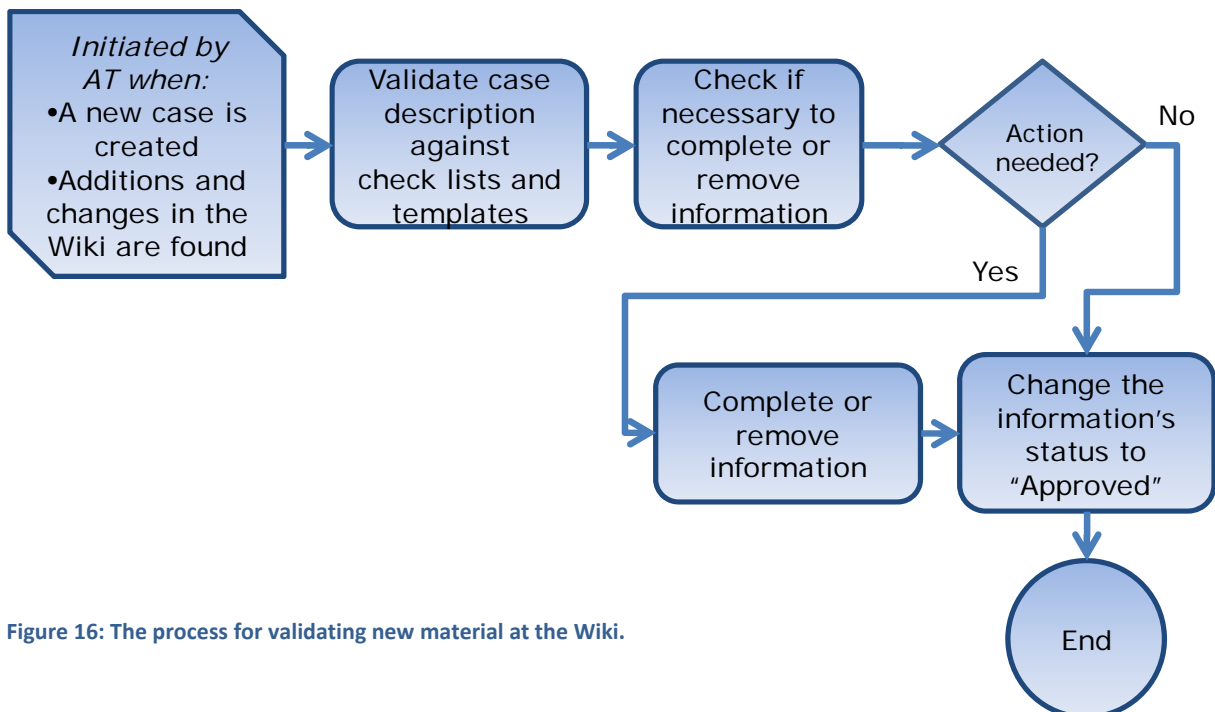 Initiated by
AT when:
•A new case is
created
•Additions and
changes in the
Wiki are found
Validate case
description
against
check lists and
templates
Check if
necessary to
complete or
remove
information
Action
needed?
No
Yes
Complete or
remove
information
Change the
information’s
status to
“Approved”
End
Figure 16: The process for validating new material at the Wiki.